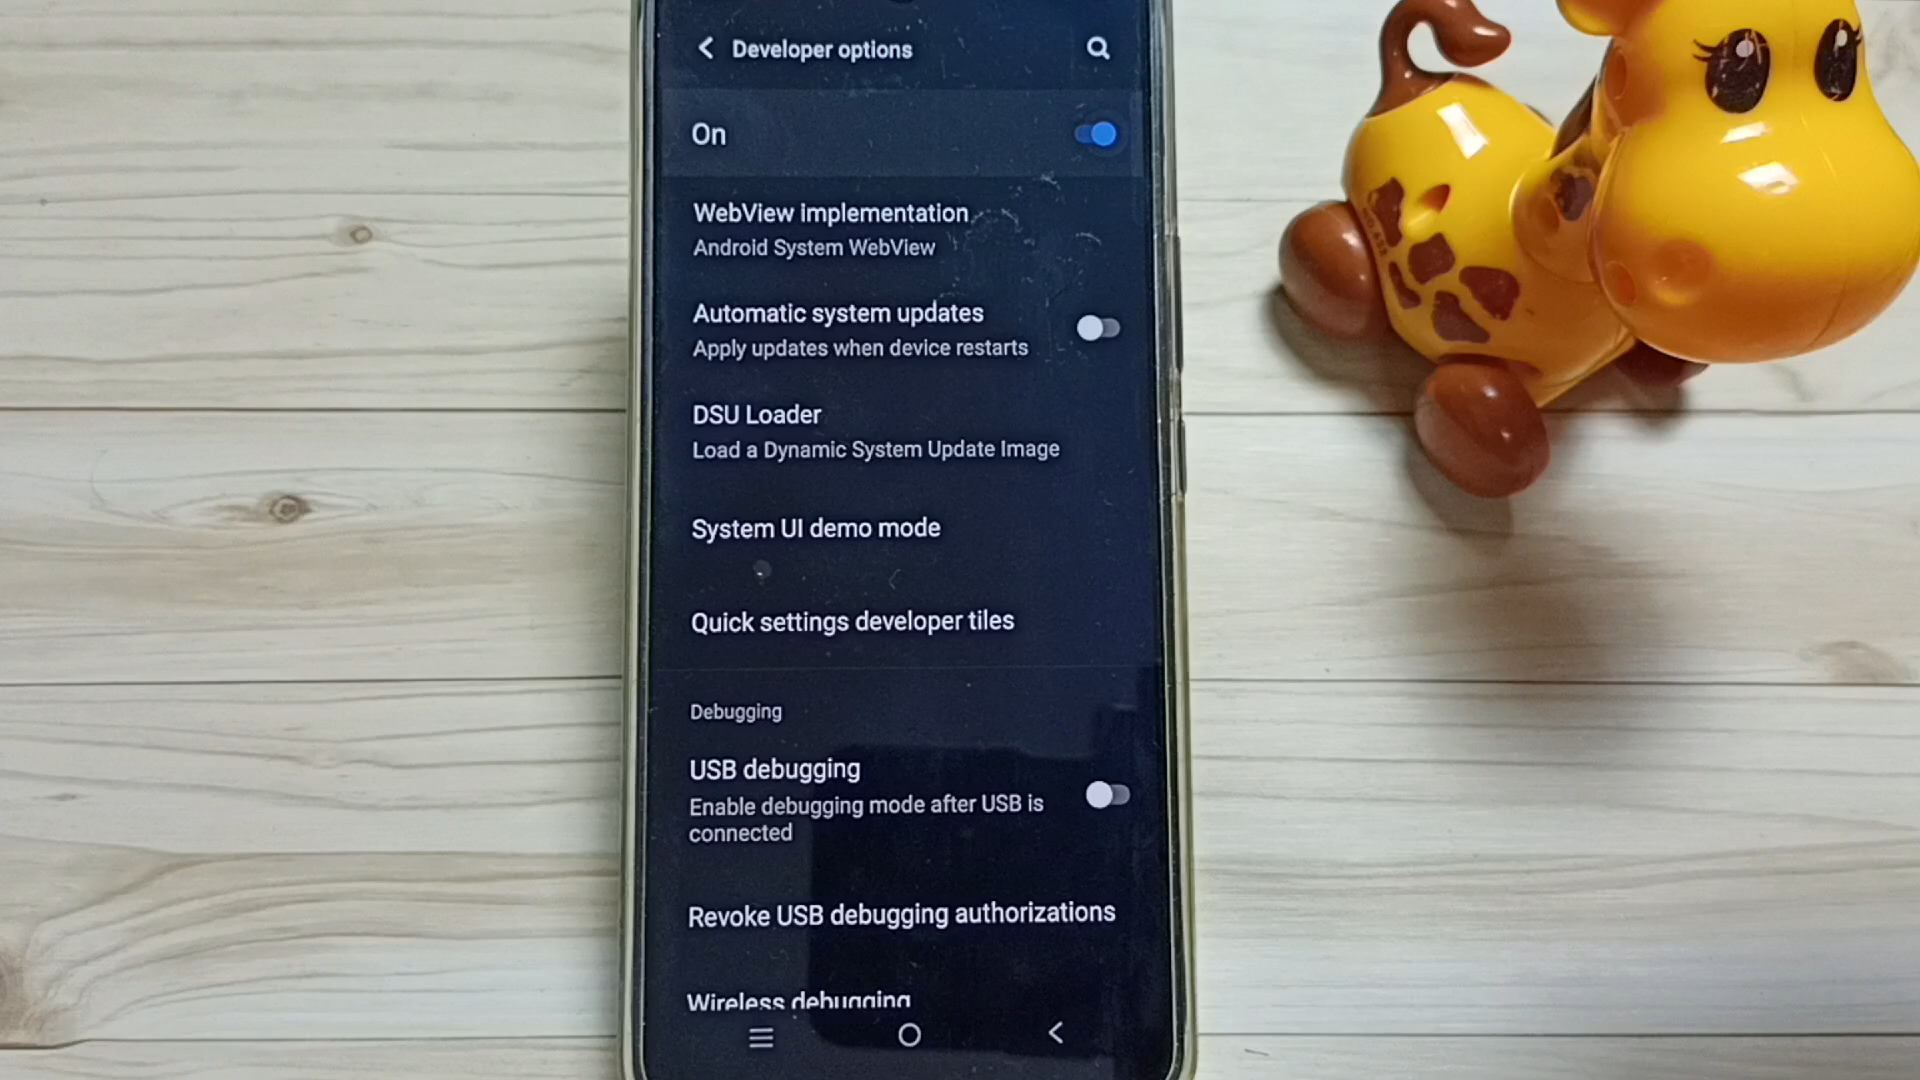 Developer options
On
WebView implementation
Android System WebView
Automatic system updates
Apply updates when device restarts
DSU Loader
Load a Dynamic System Update Image
System UI demo mode
Quick settings developer tiles
Debugging
USB debugging
Enable debugging mode after USB is
connected
Revoke USB debugging authorizations
Wireless debugging